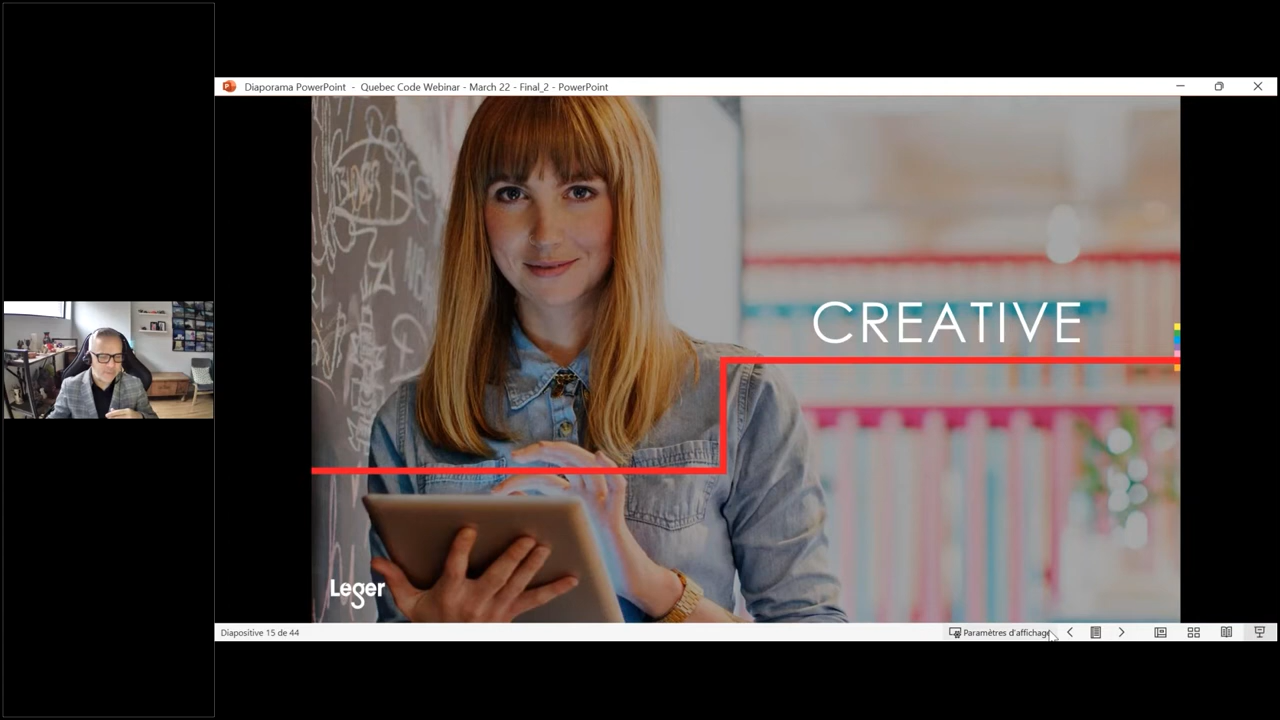 Diaporama PowerPoint - Quebec Code Webinar - March 22 - Final_2 - PowerPoint
CREATIVE
Leger
Diapositive 15 de 44
Paramètres d'affichage